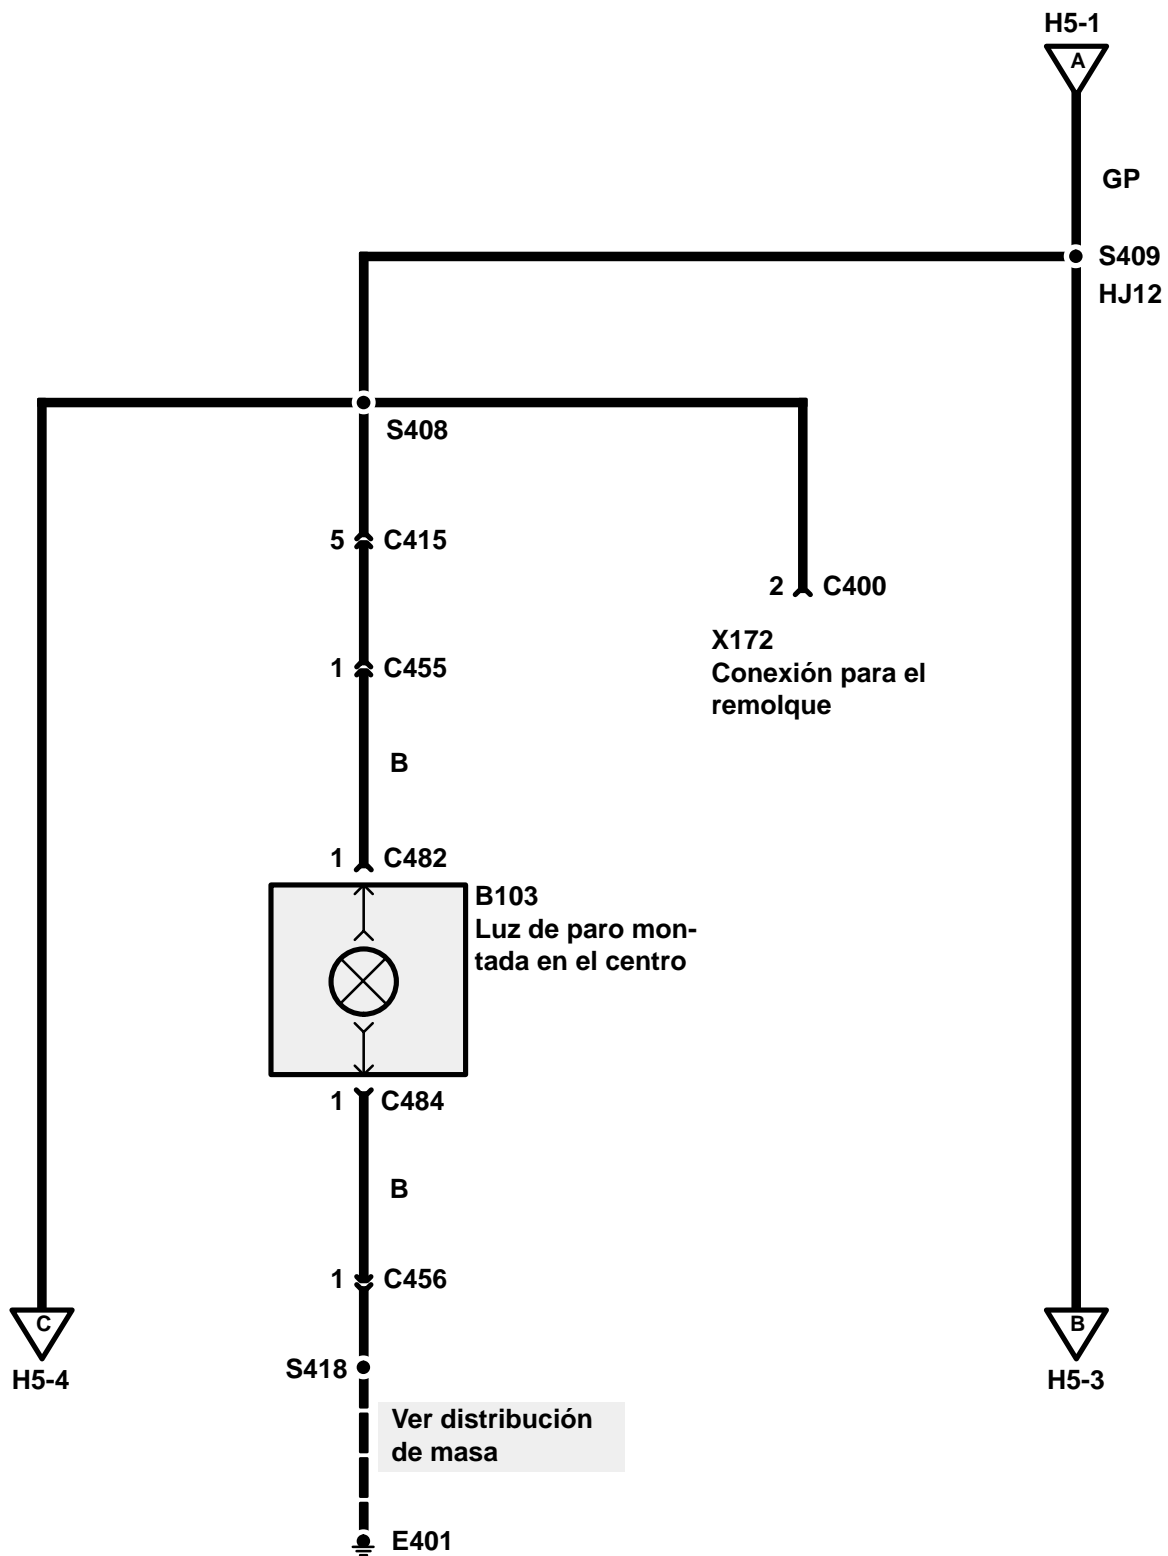 H5-1
A
GP
S409
HJ12
S408
5 C415
2 C400
X172
Conexión para el
remolque
1 C455
B
1 C482
B103
Luz de paro mon-
tada en el centro
1 C484
B
1 C456
C
H5-4
B
H5-3
S418
Ver distribución
de masa
E401